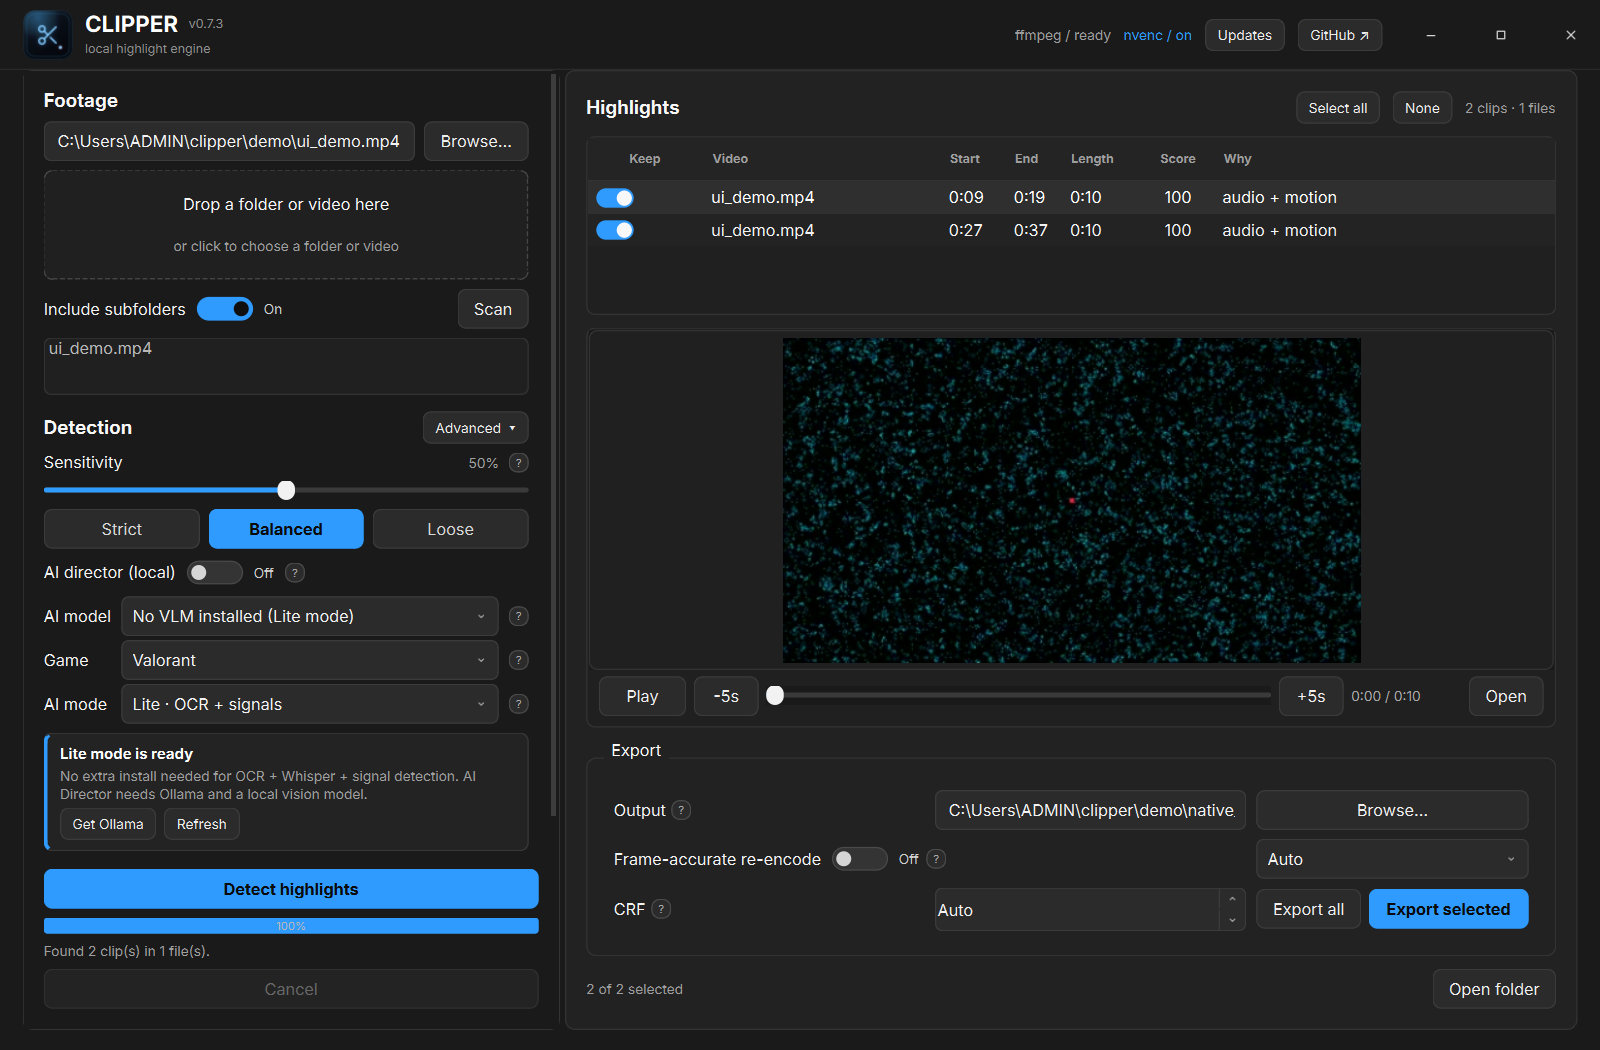 CLIPPER v0.7.3
local highlight engine
ffmpeg / ready nvenc / on Updates GitHub ↗
Footage
C:\Users\ADMIN\clipper\demo\ui_demo.mp4 Browse...
Drop a folder or video here
or click to choose a folder or video
Include subfolders On Scan
ui_demo.mp4
Detection Advanced ▾
Sensitivity 50% ?
Strict Balanced Loose
AI director (local) Off ?
AI model No VLM installed (Lite mode) ?
Game Valorant ?
AI mode Lite · OCR + signals ?
Lite mode is ready
No extra install needed for OCR + Whisper + signal detection. AI
Director needs Ollama and a local vision model.
Get Ollama Refresh
Detect highlights
100%
Found 2 clip(s) in 1 file(s).
Cancel
Highlights Select all None 2 clips · 1 files
Keep Video Start End Length Score Why
ui_demo.mp4 0:09 0:19 0:10 100 audio + motion
ui_demo.mp4 0:27 0:37 0:10 100 audio + motion
Play -5s +5s 0:00 / 0:10 Open
Export
Output ? C:\Users\ADMIN\clipper\demo\native Browse...
Frame-accurate re-encode Off ? Auto
CRF ? Auto Export all Export selected
2 of 2 selected Open folder